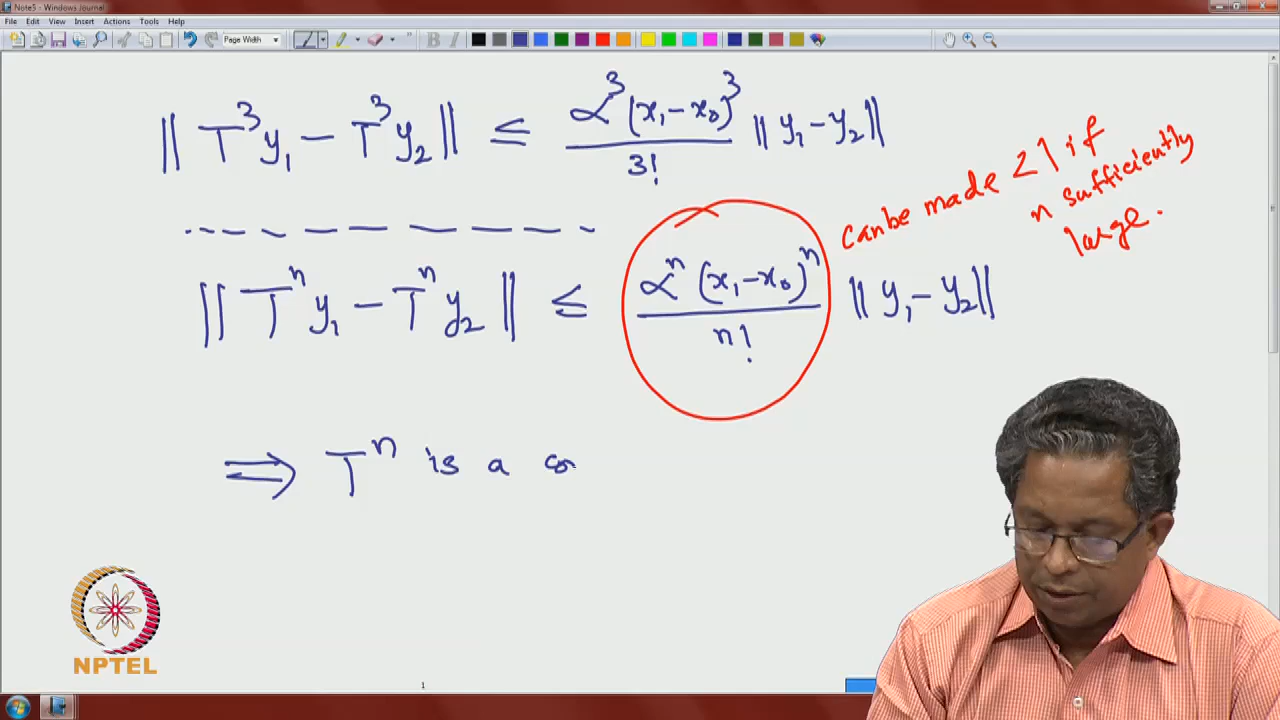 Note5 - Windows Journal
File Edit View Insert Actions Tools Help
Page Width
B I
‖ T³y₁ − T³y₂ ‖ ≤ α³(x₁−x₀)³ / 3! ‖ y₁ − y₂ ‖
can be made < 1 if
n sufficiently
large.
‖ Tⁿy₁ − Tⁿy₂ ‖ ≤ αⁿ(x₁−x₀)ⁿ / n! ‖ y₁ − y₂ ‖
⟹ Tⁿ is a co
NPTEL
1